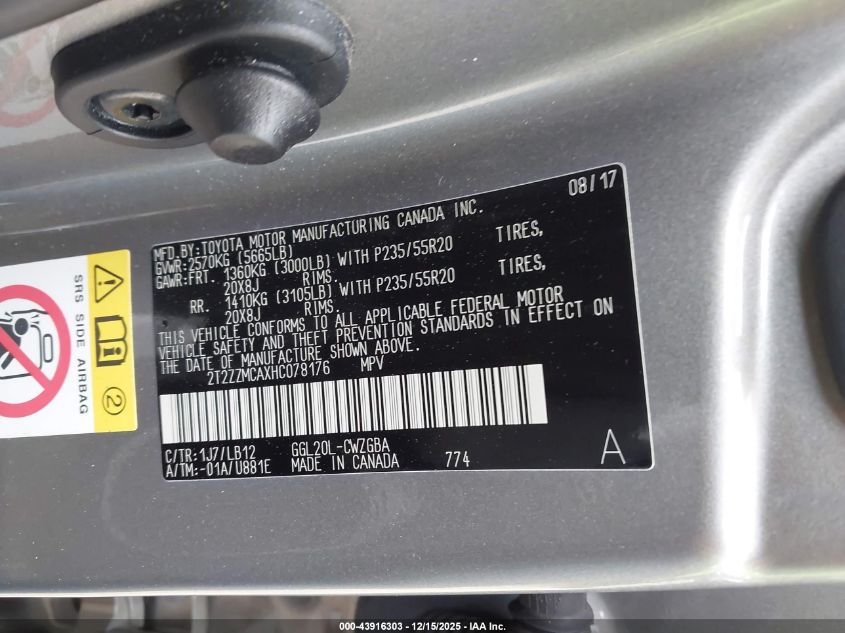 08/17
MFD.BY:TOYOTA MOTOR MANUFACTURING CANADA INC.
GVWR:2570KG (5665LB)
GAWR:FRT. 1360KG (3000LB) WITH P235/55R20 TIRES,
20X8J RIMS.
RR. 1410KG (3105LB) WITH P235/55R20 TIRES,
20X8J RIMS.
THIS VEHICLE CONFORMS TO ALL APPLICABLE FEDERAL MOTOR
VEHICLE SAFETY AND THEFT PREVENTION STANDARDS IN EFFECT ON
THE DATE OF MANUFACTURE SHOWN ABOVE.
2T2ZZMCAXHC078176 MPV
C/TR:1J7/LB12 GGL20L-CWZGBA
A/TM:-01A/U881E MADE IN CANADA 774 A
SRS SIDE AIRBAG
2
000-43916303 - 12/15/2025 - IAA Inc.